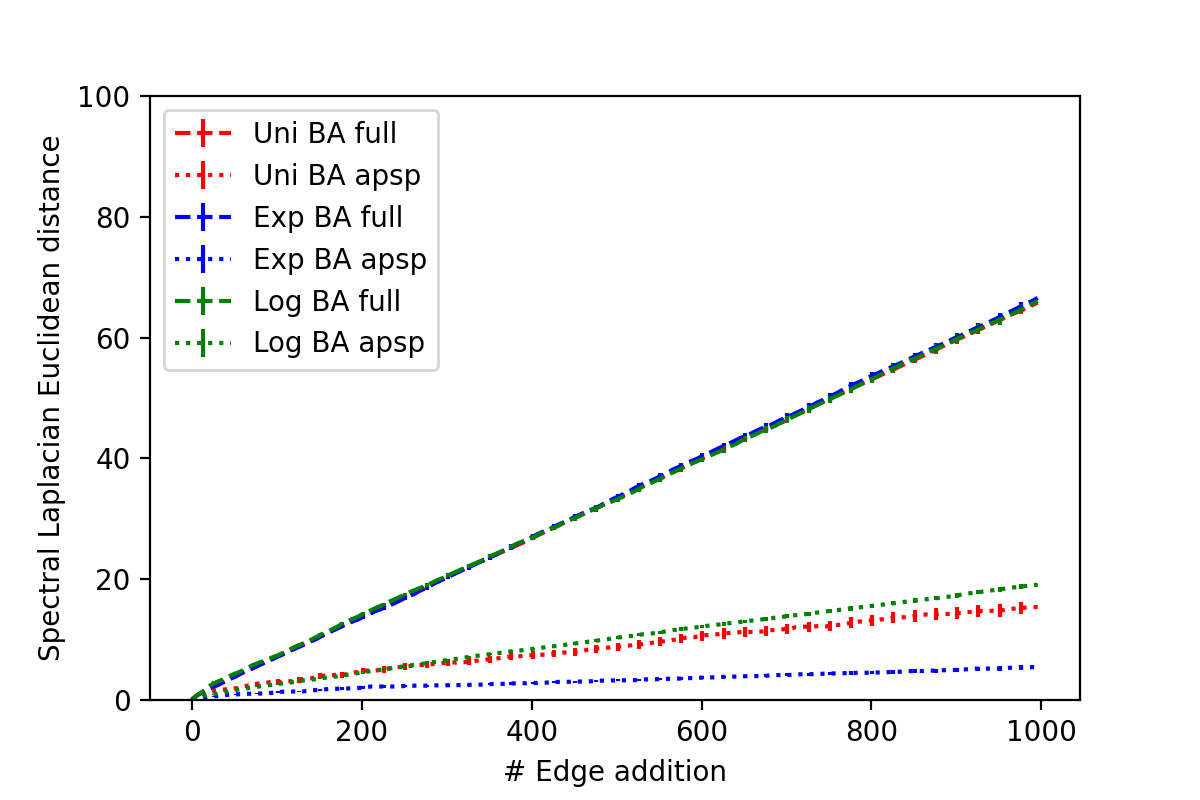 100
80
60
40
20
0
Spectral Laplacian Euclidean distance
Uni BA full
Uni BA apsp
Exp BA full
Exp BA apsp
Log BA full
Log BA apsp
0 200 400 600 800 1000
# Edge addition